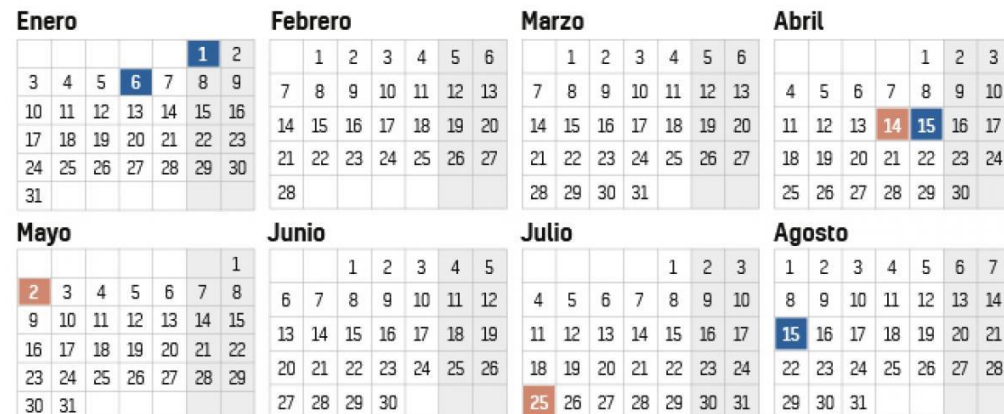 Enero Febrero Marzo Abril
1 2 1 2 3 4 5 6 1 2 3 4 5 6 1 2 3
3 4 5 6 7 8 9 7 8 9 10 11 12 13 7 8 9 10 11 12 13 4 5 6 7 8 9 10
10 11 12 13 14 15 16 14 15 16 17 18 19 20 14 15 16 17 18 19 20 11 12 13 14 15 16 17
17 18 19 20 21 22 23 21 22 23 24 25 26 27 21 22 23 24 25 26 27 18 19 20 21 22 23 24
24 25 26 27 28 29 30 28 28 29 30 31 25 26 27 28 29 30
31
Mayo Junio Julio Agosto
1 1 2 3 4 5 1 2 3 1 2 3 4 5 6 7
2 3 4 5 6 7 8 6 7 8 9 10 11 12 4 5 6 7 8 9 10 8 9 10 11 12 13 14
9 10 11 12 13 14 15 13 14 15 16 17 18 19 11 12 13 14 15 16 17 15 16 17 18 19 20 21
16 17 18 19 20 21 22 20 21 22 23 24 25 26 18 19 20 21 22 23 24 22 23 24 25 26 27 28
23 24 25 26 27 28 29 27 28 29 30 25 26 27 28 29 30 31 29 30 31
30 31